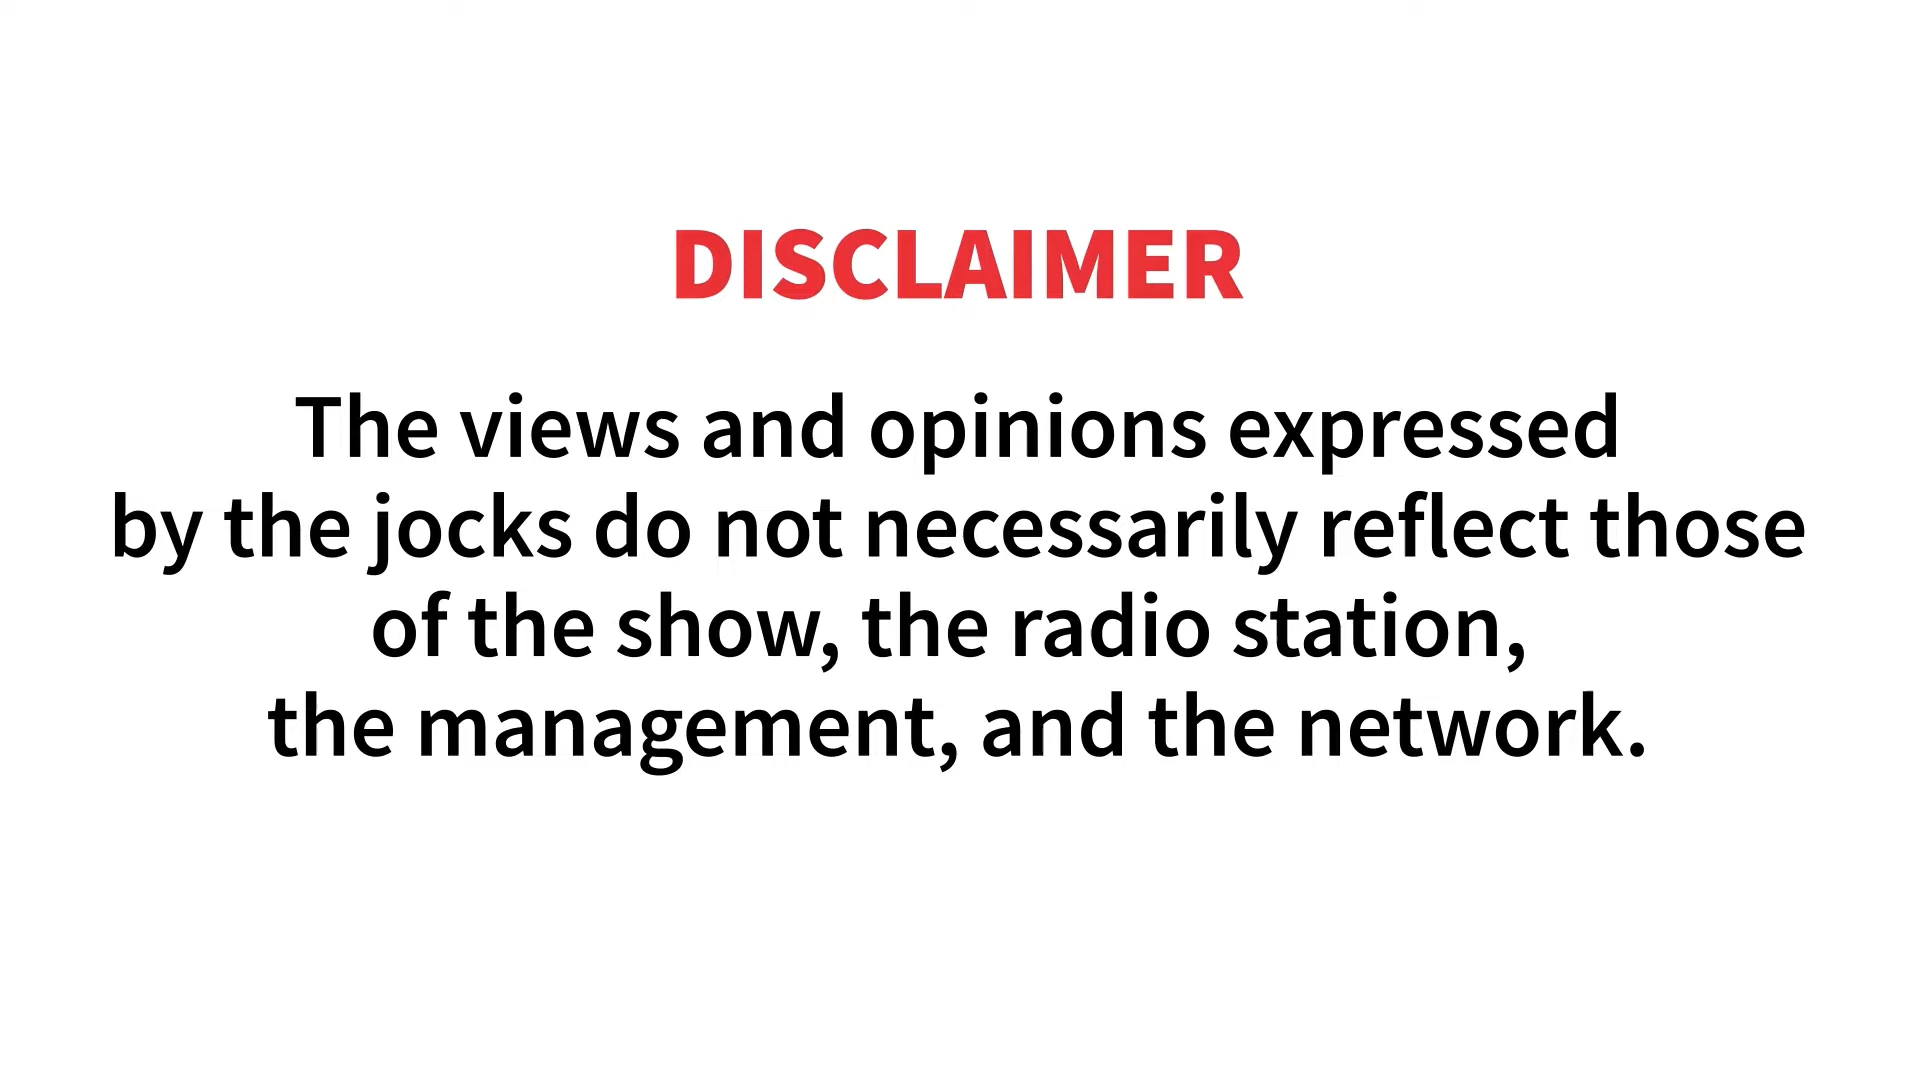 DISCLAIMER
The views and opinions expressed
by the jocks do not necessarily reflect those
of the show, the radio station,
the management, and the network.